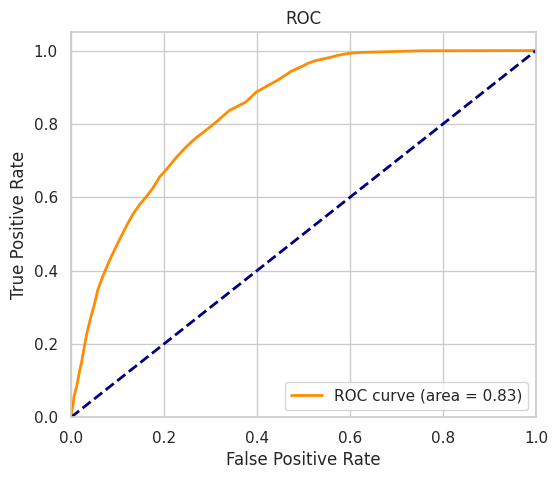 ROC
1.0
0.8
0.6
0.4
0.2
0.0
True Positive Rate
0.0 0.2 0.4 0.6 0.8 1.0
False Positive Rate
ROC curve (area = 0.83)